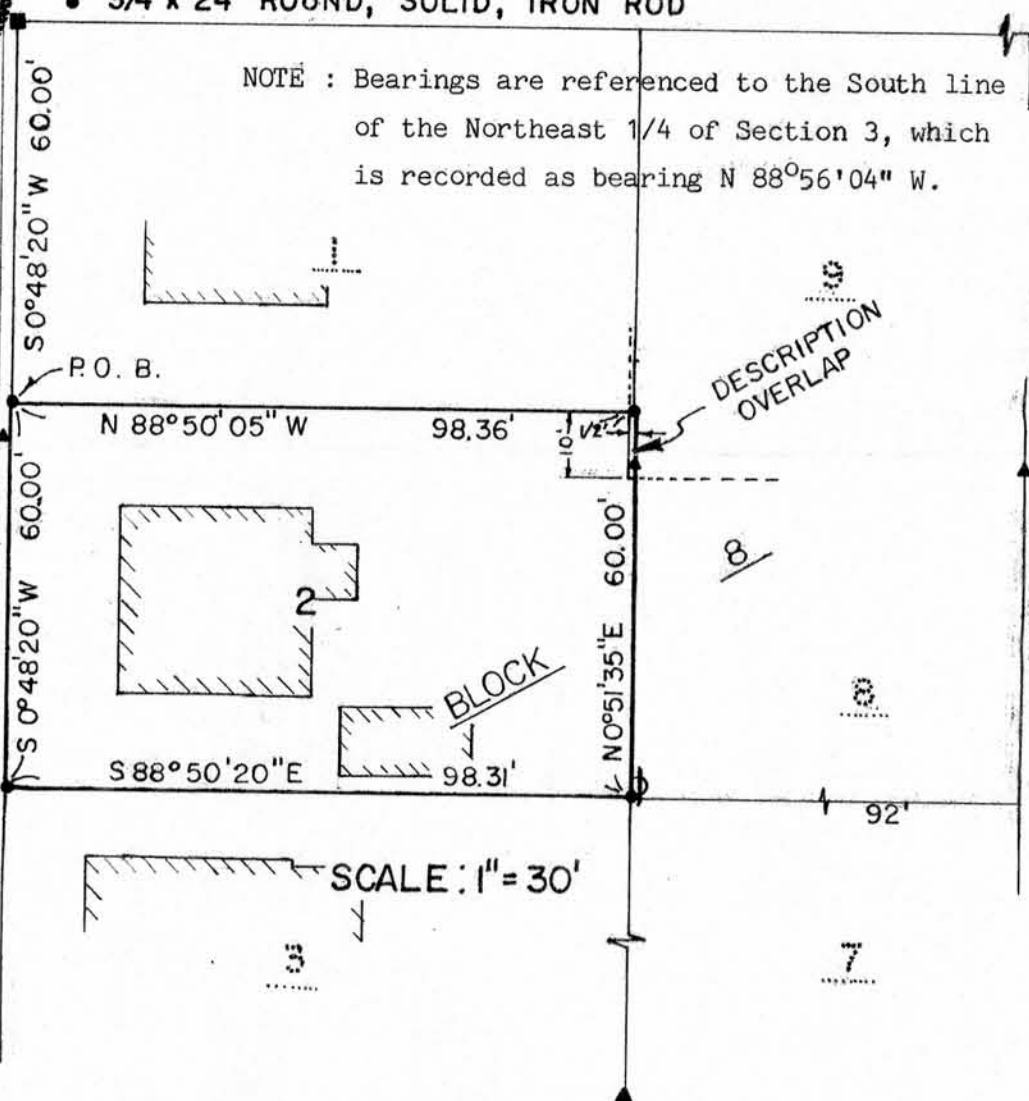 • 3/4 x 24" ROUND, SOLID, IRON ROD
NOTE : Bearings are referenced to the South line
of the Northeast 1/4 of Section 3, which
is recorded as bearing N 88°56'04" W.
S 0°48'20" W 60.00'
1
9
P.O.B.
DESCRIPTION
OVERLAP
N 88°50'05" W 98.36'
10'
1/2'
S 0°48'20" W 60.00'
2
N 0°51'35" E 60.00'
8
BLOCK
8
S 88°50'20" E 98.31'
92'
SCALE: 1" = 30'
3
7